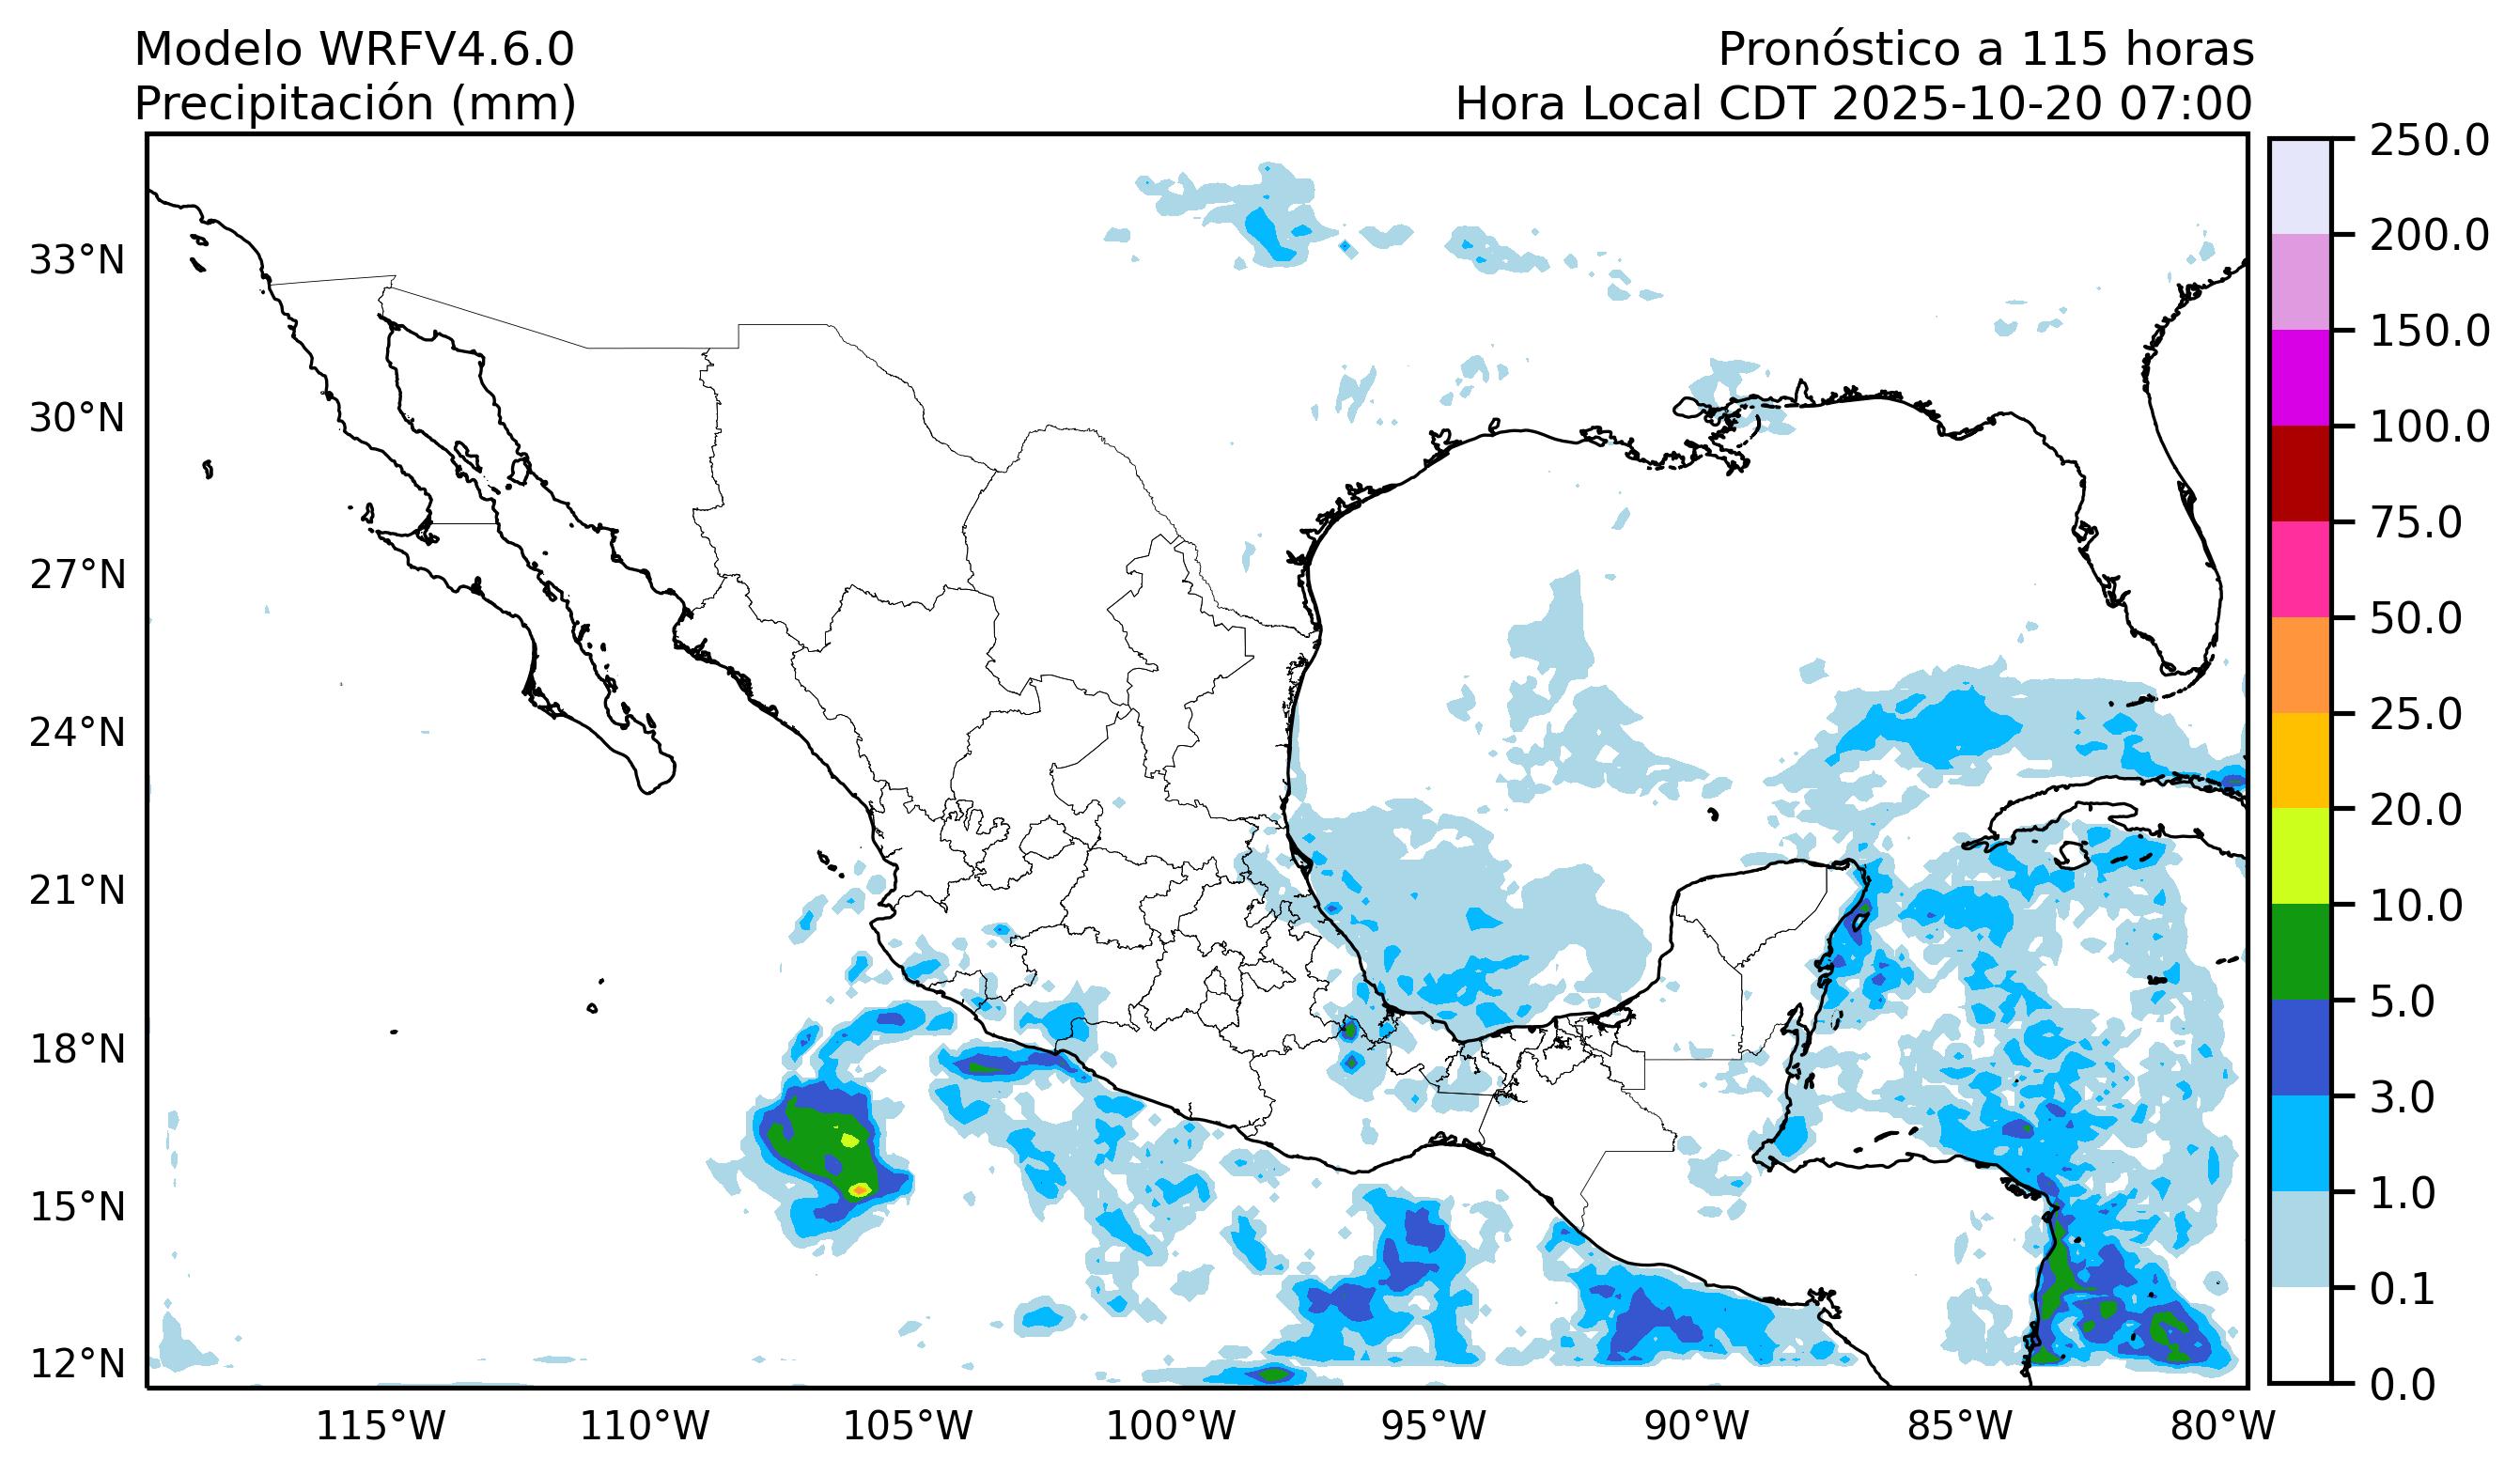 Modelo WRFV4.6.0
Precipitación (mm)
Pronóstico a 115 horas
Hora Local CDT 2025-10-20 07:00
33°N
30°N
27°N
24°N
21°N
18°N
15°N
12°N
115°W
110°W
105°W
100°W
95°W
90°W
85°W
80°W
250.0
200.0
150.0
100.0
75.0
50.0
25.0
20.0
10.0
5.0
3.0
1.0
0.1
0.0